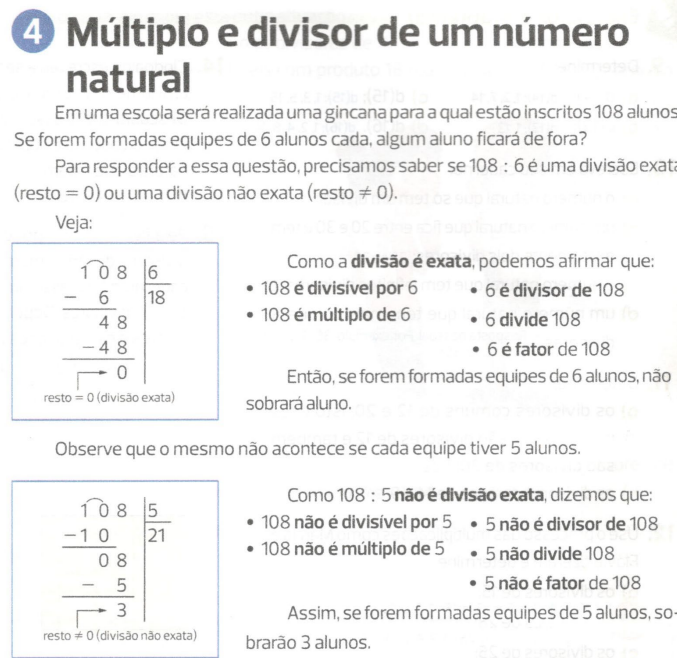 4 Múltiplo e divisor de um número
natural
Em uma escola será realizada uma gincana para a qual estão inscritos 108 alunos.
Se forem formadas equipes de 6 alunos cada, algum aluno ficará de fora?
Para responder a essa questão, precisamos saber se 108 : 6 é uma divisão exata
(resto = 0) ou uma divisão não exata (resto ≠ 0).
Veja:
108 6
− 6 18
48
− 48
0
resto = 0 (divisão exata)
Como a divisão é exata, podemos afirmar que:
• 108 é divisível por 6 • 6 é divisor de 108
• 108 é múltiplo de 6 • 6 divide 108
• 6 é fator de 108
Então, se forem formadas equipes de 6 alunos, não
sobrará aluno.
Observe que o mesmo não acontece se cada equipe tiver 5 alunos.
108 5
− 10 21
08
− 5
3
resto ≠ 0 (divisão não exata)
Como 108 : 5 não é divisão exata, dizemos que:
• 108 não é divisível por 5 • 5 não é divisor de 108
• 108 não é múltiplo de 5 • 5 não divide 108
• 5 não é fator de 108
Assim, se forem formadas equipes de 5 alunos, so-
brarão 3 alunos.